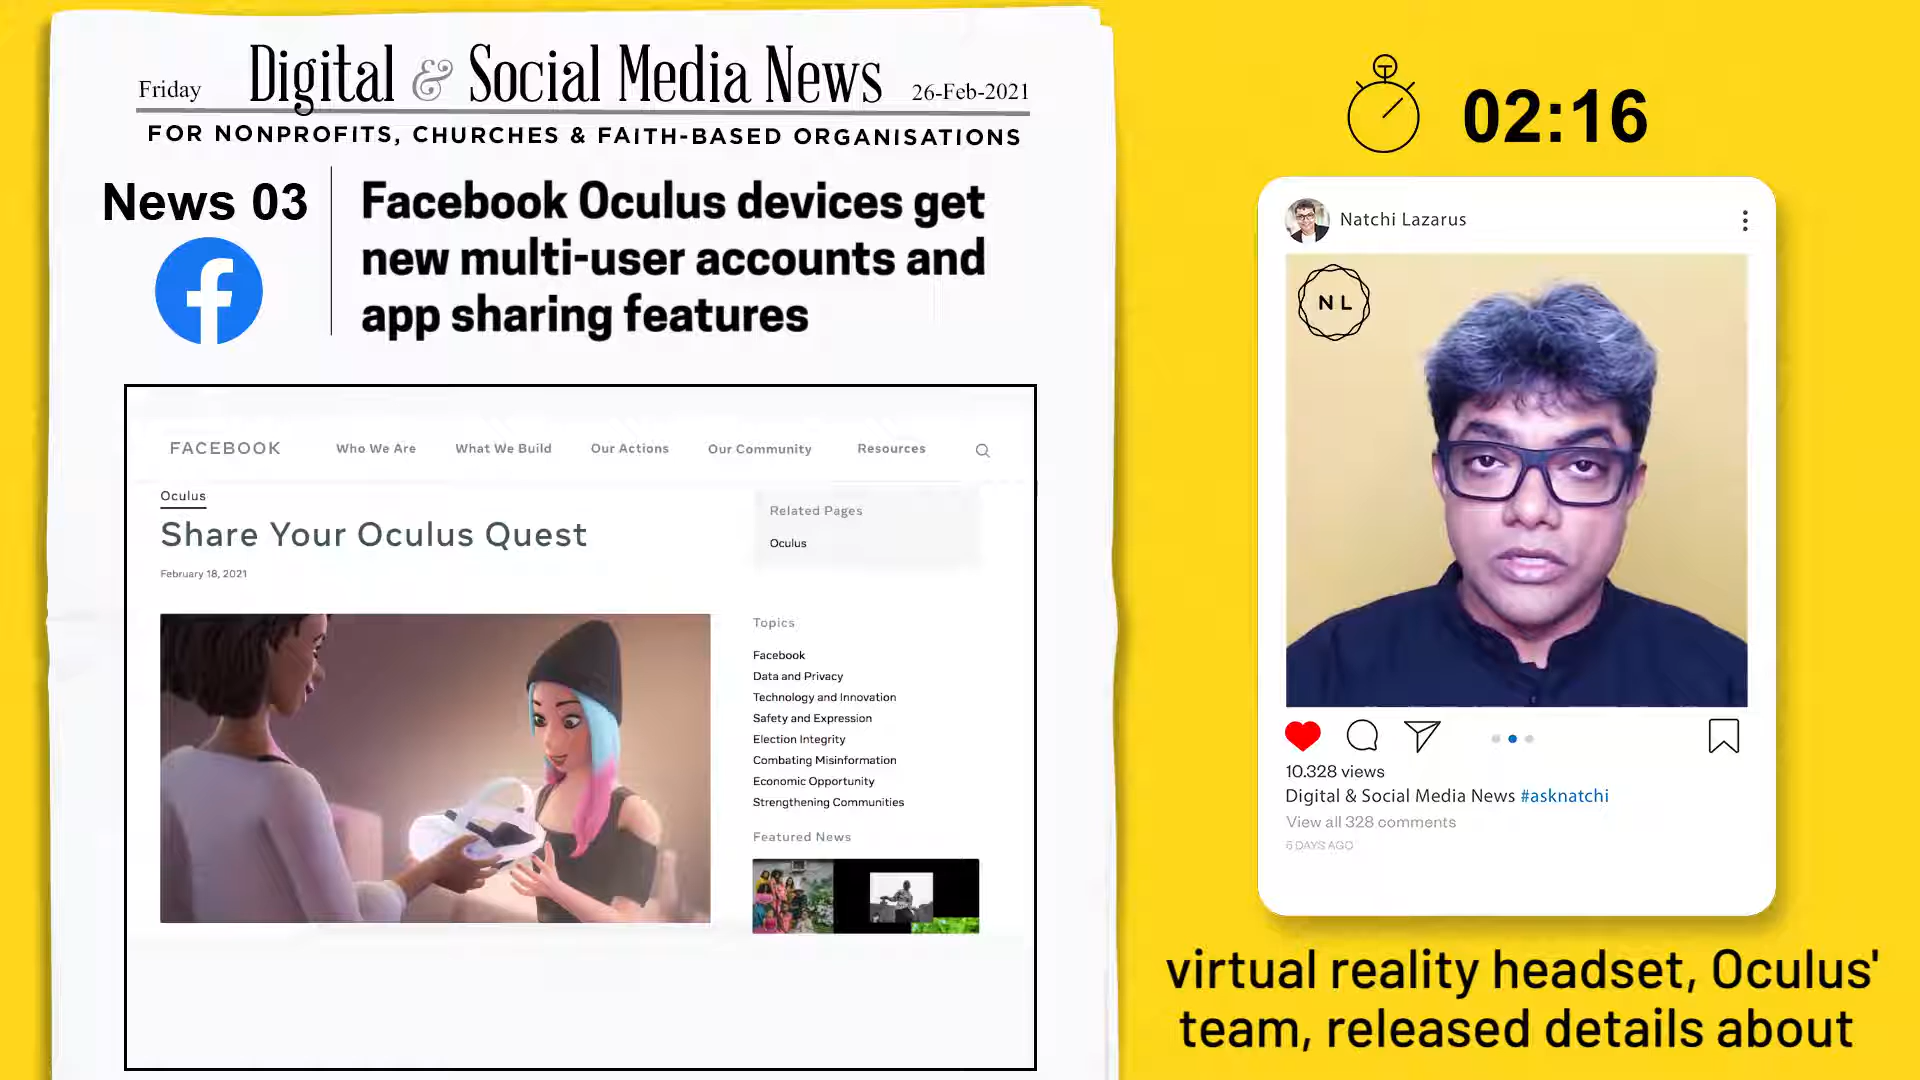 Friday
Digital & Social Media News
26-Feb-2021
FOR NONPROFITS, CHURCHES & FAITH-BASED ORGANISATIONS
News 03
Facebook Oculus devices get
new multi-user accounts and
app sharing features
FACEBOOK
Who We Are
What We Build
Our Actions
Our Community
Resources
Oculus
Share Your Oculus Quest
February 18, 2021
Related Pages
Oculus
Topics
Facebook
Data and Privacy
Technology and Innovation
Safety and Expression
Election Integrity
Combating Misinformation
Economic Opportunity
Strengthening Communities
Featured News
02:16
Natchi Lazarus
NL
10.328 views
Digital & Social Media News #asknatchi
View all 328 comments
6 DAYS AGO
virtual reality headset, Oculus'
team, released details about